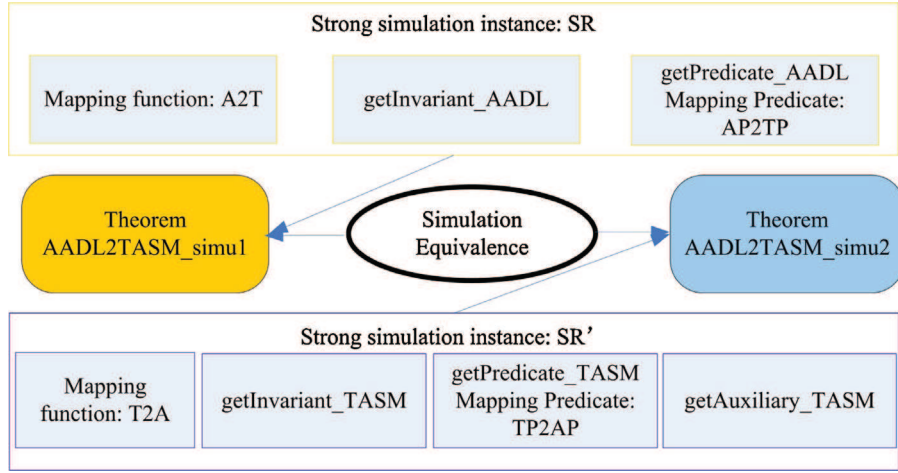 Strong simulation instance: SR
Mapping function: A2T
getInvariant_AADL
getPredicate_AADL
Mapping Predicate:
AP2TP
Theorem
AADL2TASM_simu1
Simulation
Equivalence
Theorem
AADL2TASM_simu2
Strong simulation instance: SR’
Mapping
function: T2A
getInvariant_TASM
getPredicate_TASM
Mapping Predicate:
TP2AP
getAuxiliary_TASM